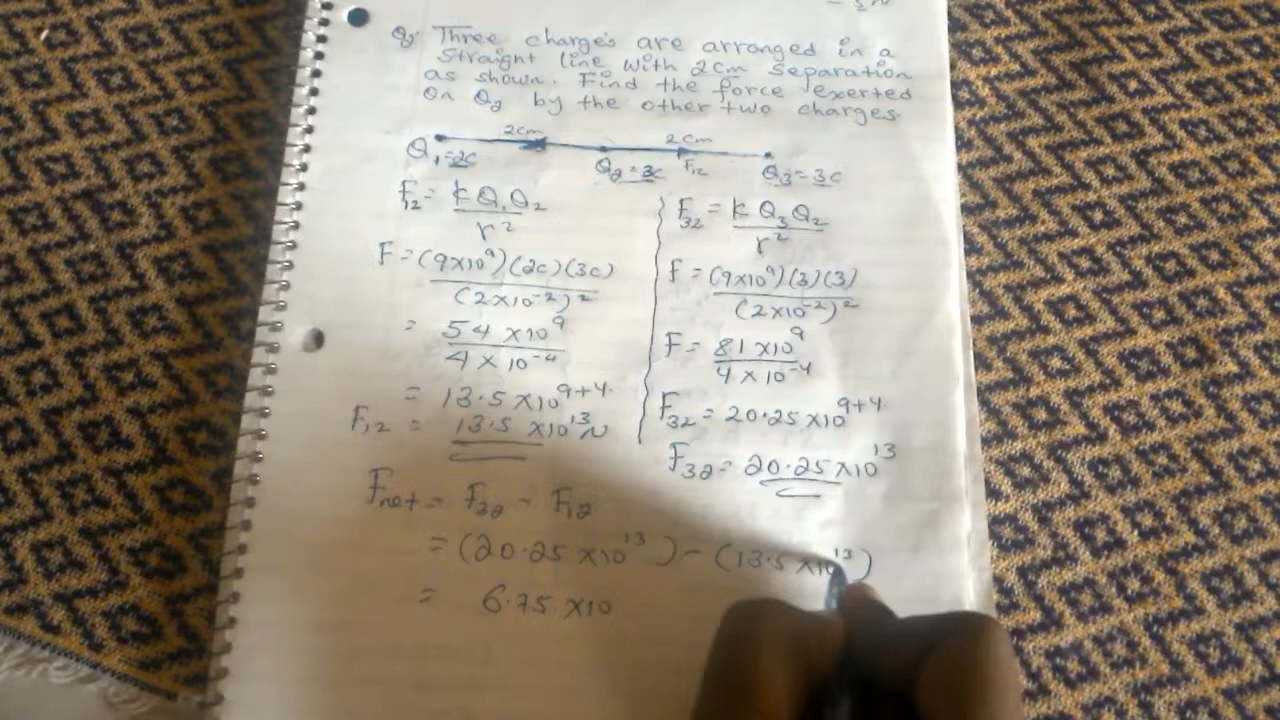 Q Three charges are arranged in a
straight line with 2cm separation
as shown. Find the force exerted
on Q2 by the other two charges
2cm 2cm
Q1=2C Q2=3C F12 Q3=3C
F12= kQ1Q2
r²
F=(9×10⁹)(2C)(3C)
(2×10⁻²)²
= 54×10⁹
4×10⁻⁴
= 13.5×10⁹⁺⁴
F12 = 13.5×10¹³N
F32=kQ3Q2
r²
F=(9×10⁹)(3)(3)
(2×10⁻²)²
F= 81×10⁹
4×10⁻⁴
F32=20.25×10⁹⁺⁴
F32=20.25×10¹³
Fnet= F32 - F12
=(20.25×10¹³)-(13.5×10¹³)
= 6.75×10